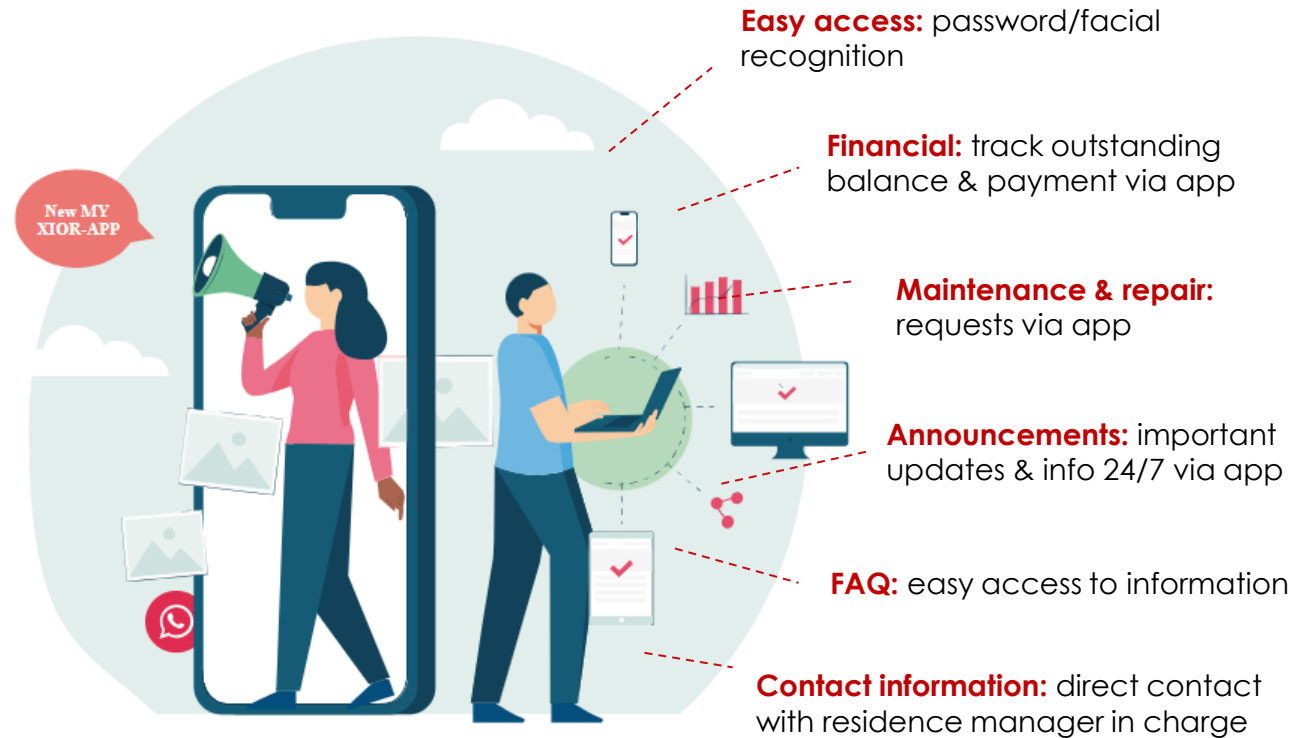 Easy access: password/facial
recognition
Financial: track outstanding
balance & payment via app
New MY
XIOR-APP
Maintenance & repair:
requests via app
Announcements: important
updates & info 24/7 via app
FAQ: easy access to information
Contact information: direct contact
with residence manager in charge